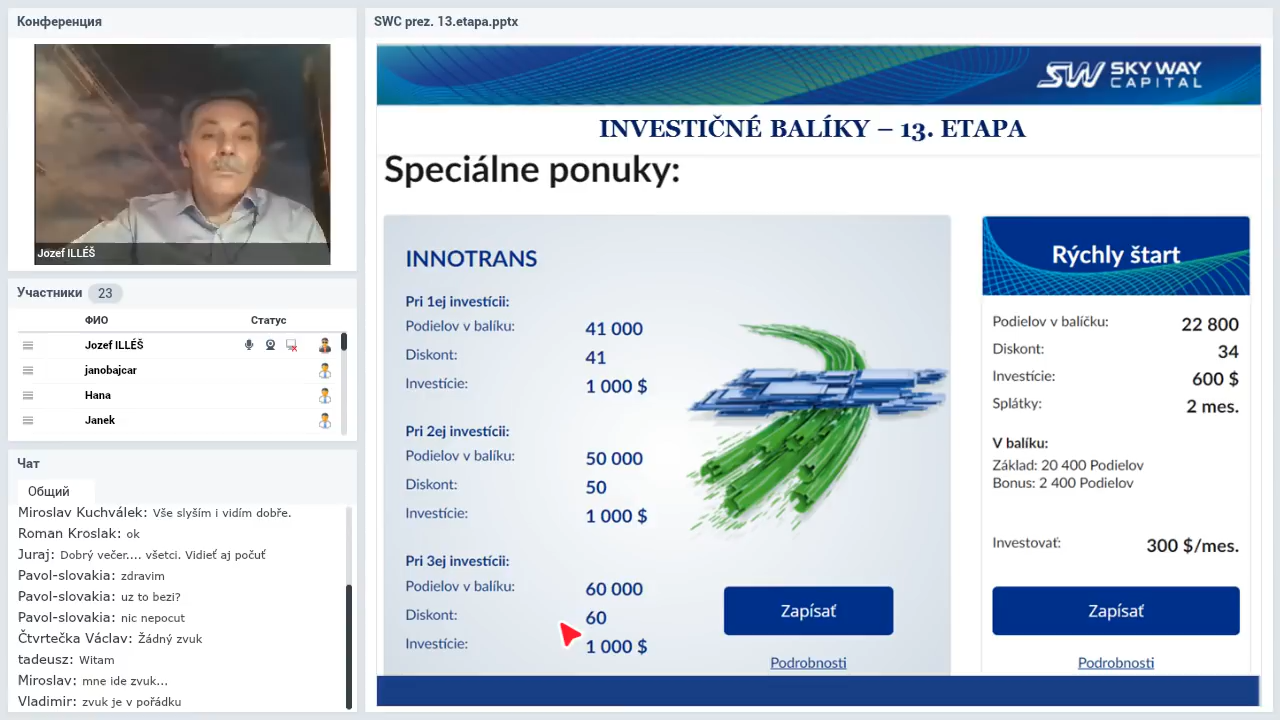 Конференция
Jozef ILLÉŠ
Участники 23
ФИО Статус
Jozef ILLÉŠ
janobajcar
Hana
Janek
Чат
Общий
Miroslav Kuchválek: Vše slyším i vidím dobře.
Roman Kroslak: ok
Juraj: Dobrý večer.... všetci. Vidieť aj počuť
Pavol-slovakia: zdravim
Pavol-slovakia: uz to bezi?
Pavol-slovakia: nic nepocut
Čtvrtečka Václav: Žádný zvuk
tadeusz: Witam
Miroslav: mne ide zvuk...
Vladimir: zvuk je v pořádku
SWC prez. 13.etapa.pptx
SW SKY WAY
CAPITAL
INVESTIČNÉ BALÍKY – 13. ETAPA
Speciálne ponuky:
INNOTRANS
Pri 1ej investícii:
Podielov v balíku: 41 000
Diskont: 41
Investície: 1 000 $
Pri 2ej investícii:
Podielov v balíku: 50 000
Diskont: 50
Investície: 1 000 $
Pri 3ej investícii:
Podielov v balíku: 60 000
Diskont: 60
Investície: 1 000 $
Zapísať
Podrobnosti
Rýchly štart
Podielov v balíčku: 22 800
Diskont: 34
Investície: 600 $
Splátky: 2 mes.
V balíku:
Základ: 20 400 Podielov
Bonus: 2 400 Podielov
Investovať: 300 $/mes.
Zapísať
Podrobnosti